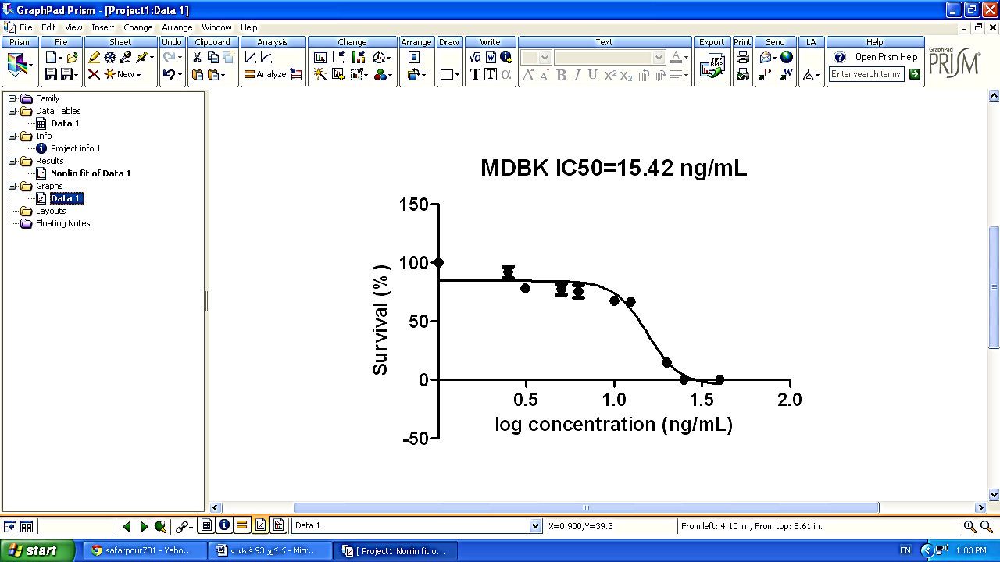 GraphPad Prism - [Project1:Data 1]
File Edit View Insert Change Arrange Window Help
Prism File Sheet Undo Clipboard Analysis Change Arrange Draw Write Text Export Print Send LA Help
Open Prism Help
New
Analyze
Enter search terms
GraphPad
PRISM
TIFF
BMP
Family
Data Tables
Data 1
Info
Project info 1
Results
Nonlin fit of Data 1
Graphs
Data 1
Layouts
Floating Notes
MDBK IC50=15.42 ng/mL
150
100
50
0
-50
Survival (% )
0.5 1.0 1.5 2.0
log concentration (ng/mL)
Data 1
X=0.900,Y=39.3
From left: 4.10 in., From top: 5.61 in.
start
safarpour701 - Yaho...
کنکور 93 فاطمه - Micr...
[ Project1:Nonlin fit o...
EN
1:03 PM